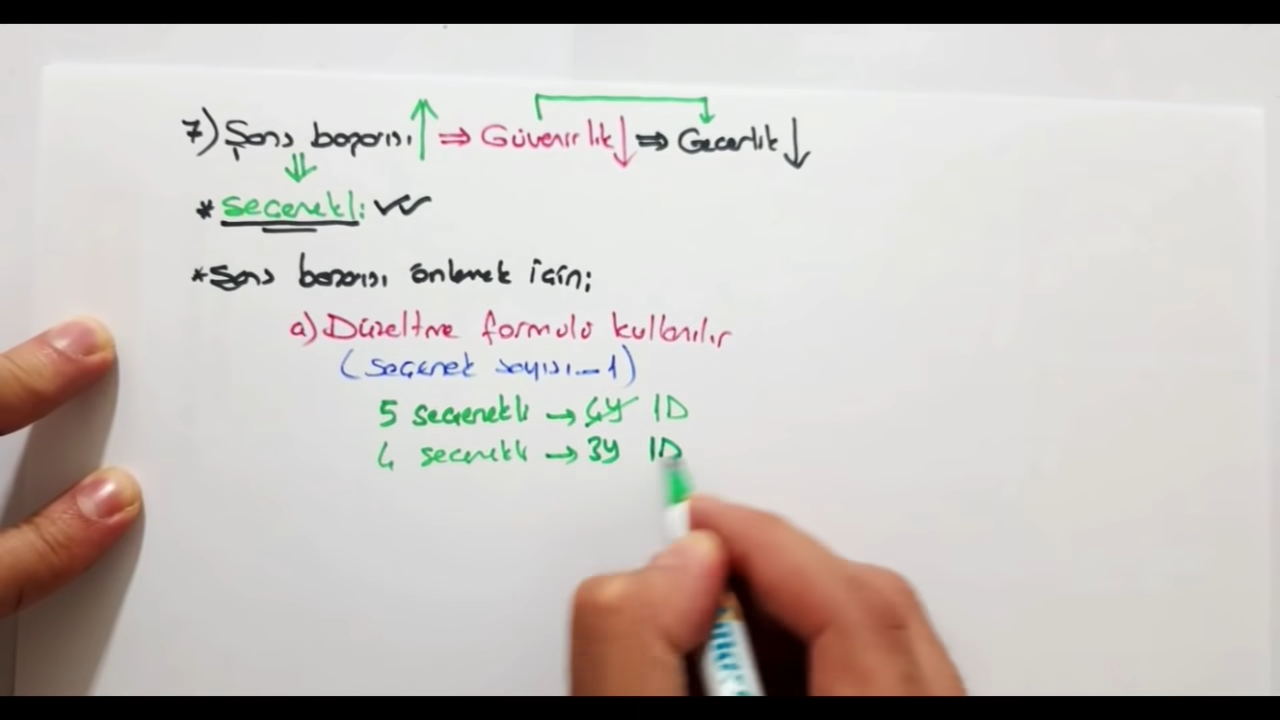 7) Şans başarısı ↑ ⇒ Güvenirlik ↓ ⇒ Geçerlik ↓
* Seçenekli: ✓✓
* Şans başarısı önlemek için;
a) Düzeltme formülü kullanılır
(Seçenek sayısı - 1)
5 seçenekli → 4Y 1D
4 seçenekli → 3Y 1D